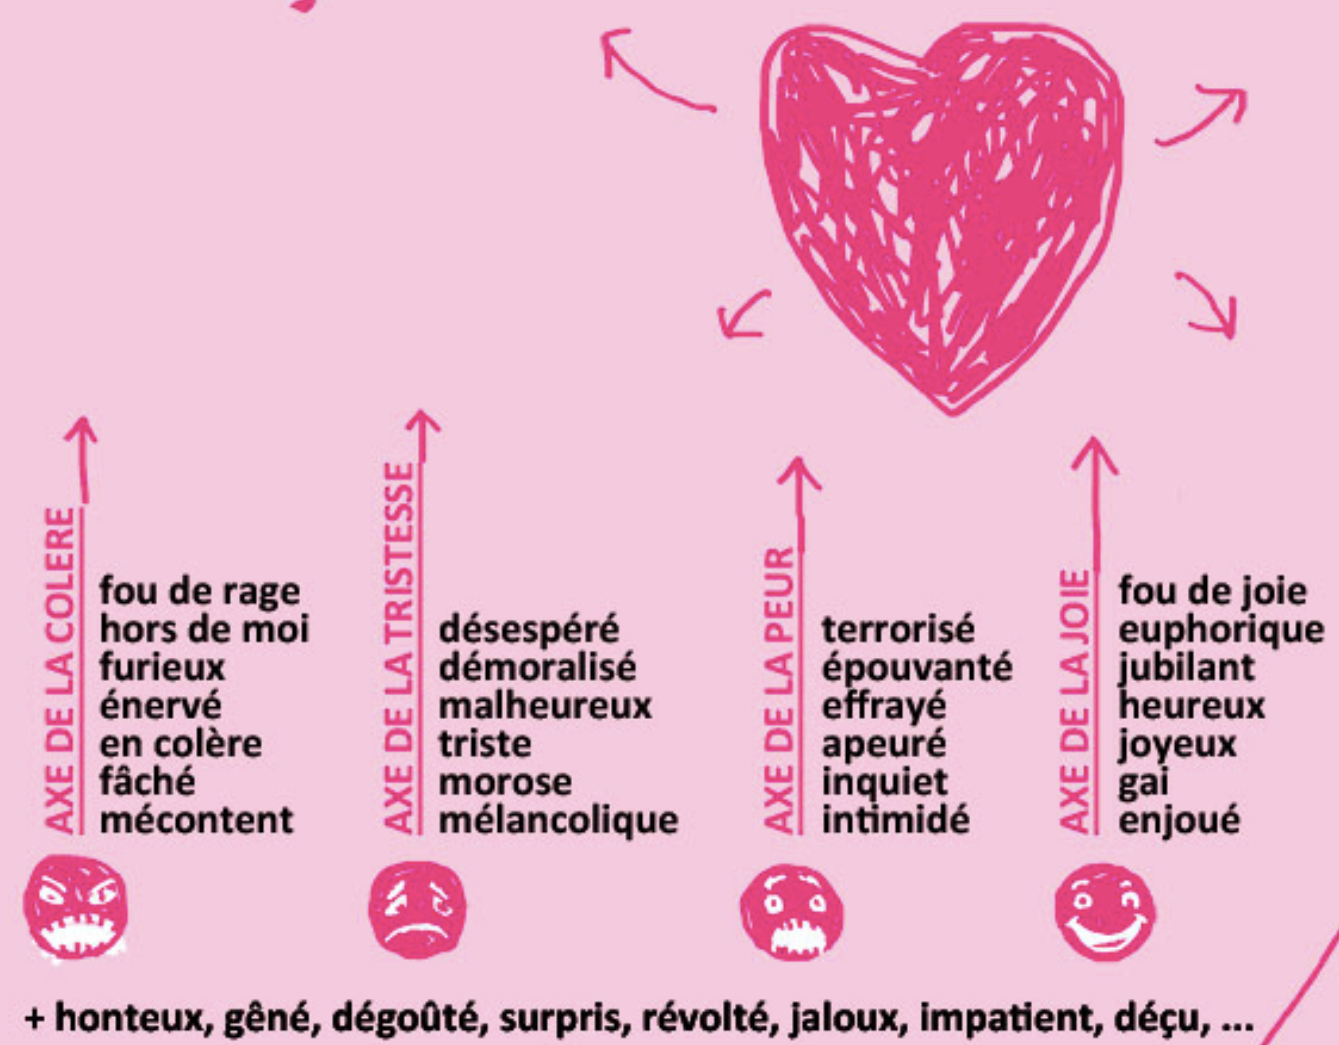 AXE DE LA COLERE
fou de rage
hors de moi
furieux
énervé
en colère
fâché
mécontent
AXE DE LA TRISTESSE
désespéré
démoralisé
malheureux
triste
morose
mélancolique
AXE DE LA PEUR
terrorisé
épouvanté
effrayé
apeuré
inquiet
intimidé
AXE DE LA JOIE
fou de joie
euphorique
jubilant
heureux
joyeux
gai
enjoué
+ honteux, gêné, dégoûté, surpris, révolté, jaloux, impatient, déçu, ...